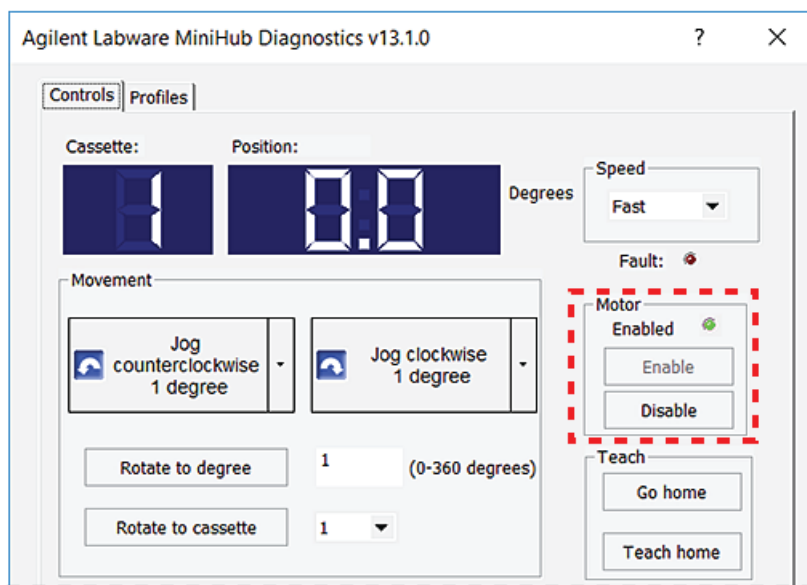 Agilent Labware MiniHub Diagnostics v13.1.0
?
Controls
Profiles
Cassette:
Position:
1
0.0
Degrees
Speed
Fast
Fault:
Movement
Jog
counterclockwise
1 degree
Jog clockwise
1 degree
Motor
Enabled
Enable
Disable
Rotate to degree
1
(0-360 degrees)
Rotate to cassette
1
Teach
Go home
Teach home